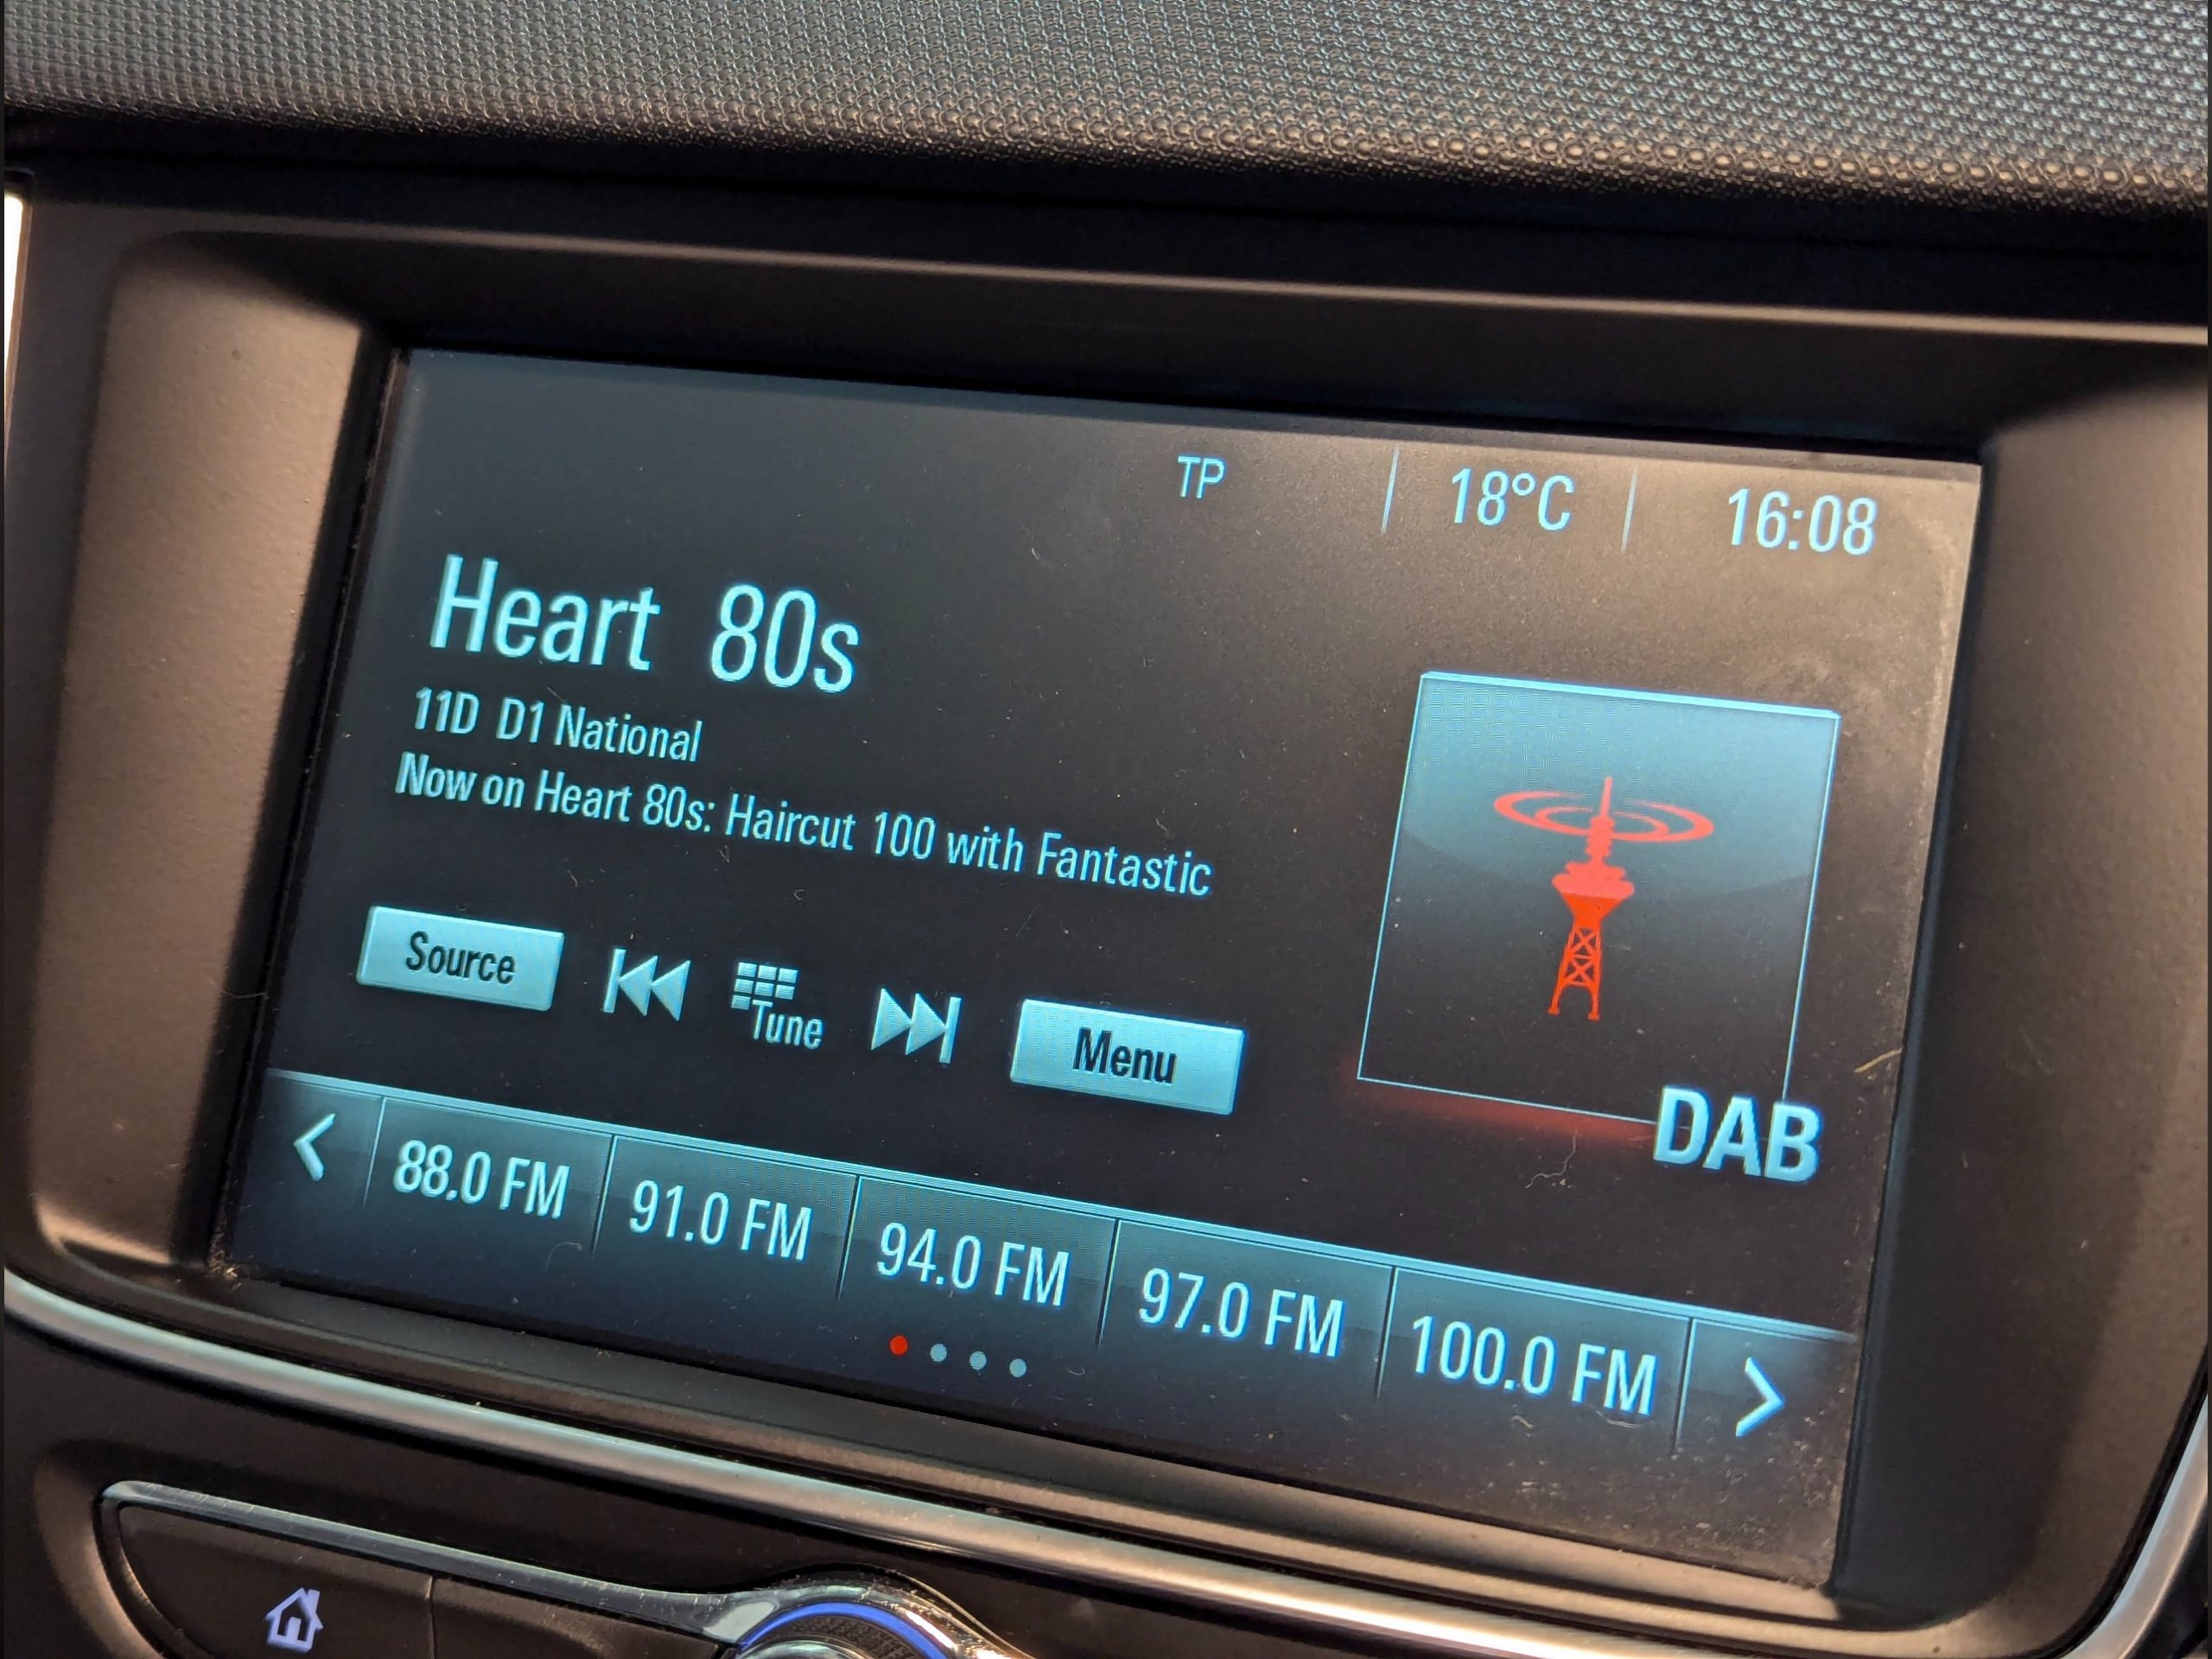 TP 18°C 16:08
Heart 80s
11D D1 National
Now on Heart 80s: Haircut 100 with Fantastic
Source Tune Menu
DAB
88.0 FM 91.0 FM 94.0 FM 97.0 FM 100.0 FM